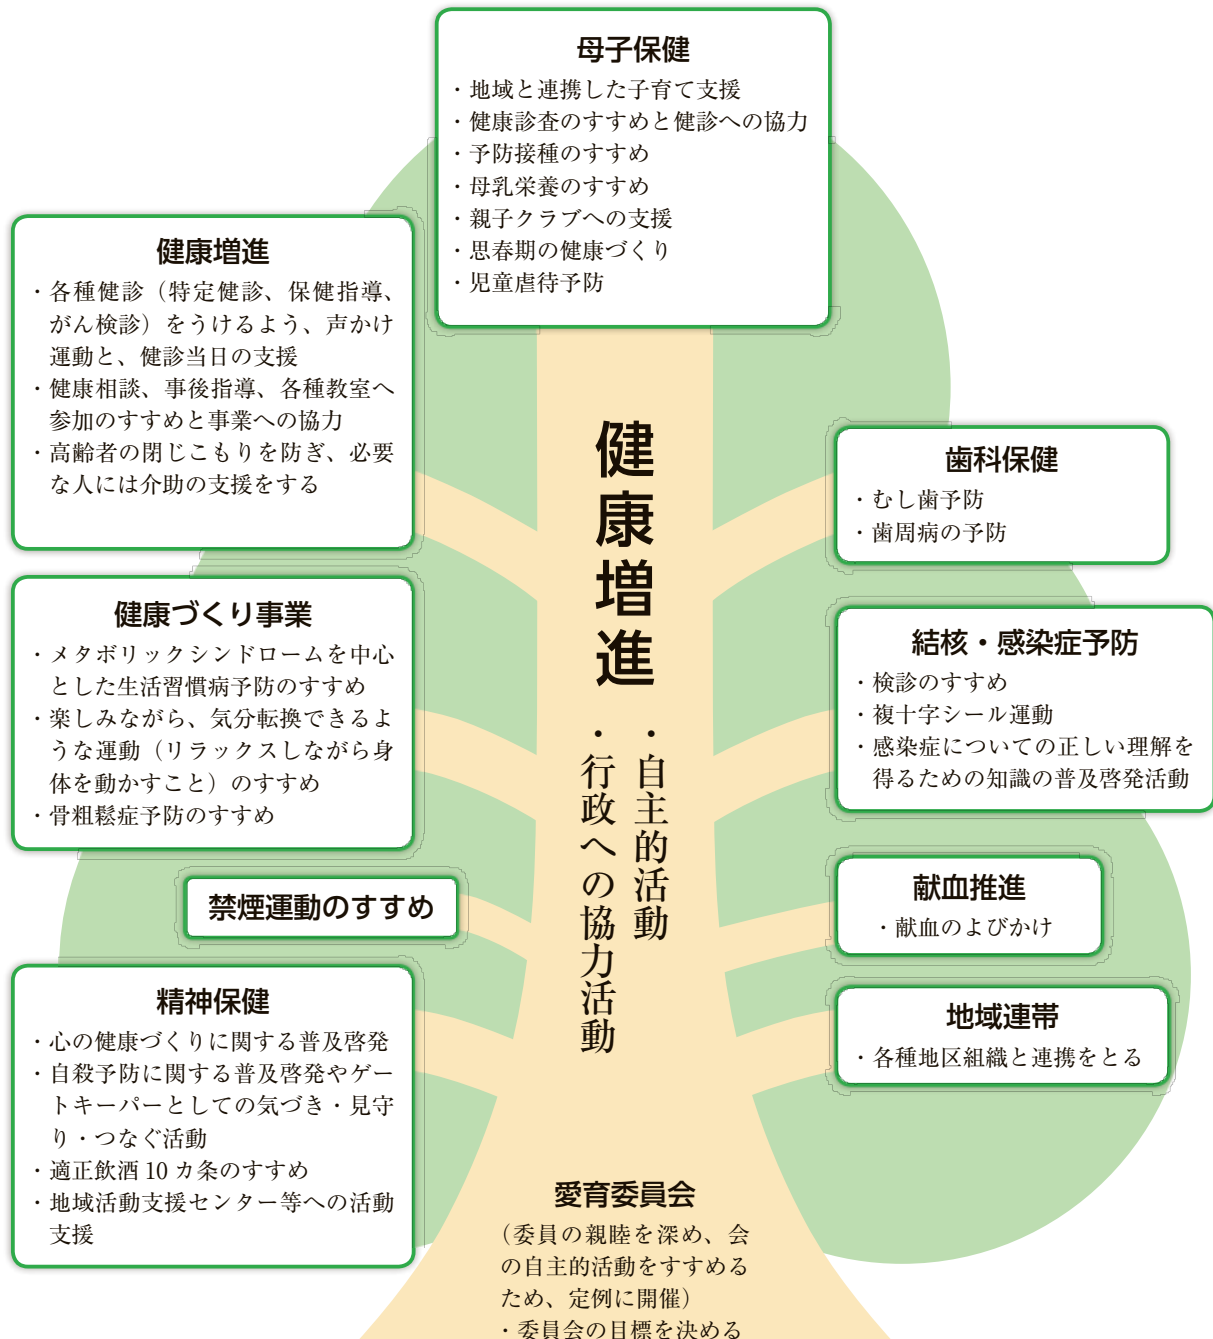 母子保健
・地域と連携した子育て支援
・健康診査のすすめと健診への協力
・予防接種のすすめ
・母乳栄養のすすめ
・親子クラブへの支援
・思春期の健康づくり
・児童虐待予防
健康増進
・各種健診（特定健診、保健指導、
がん検診）をうけるよう、声かけ
運動と、健診当日の支援
・健康相談、事後指導、各種教室へ
参加のすすめと事業への協力
・高齢者の閉じこもりを防ぎ、必要
な人には介助の支援をする
健康づくり事業
・メタボリックシンドロームを中心
とした生活習慣病予防のすすめ
・楽しみながら、気分転換できるよ
うな運動（リラックスしながら身
体を動かすこと）のすすめ
・骨粗鬆症予防のすすめ
禁煙運動のすすめ
精神保健
・心の健康づくりに関する普及啓発
・自殺予防に関する普及啓発やゲー
トキーパーとしての気づき・見守
り・つなぐ活動
・適正飲酒 10 カ条のすすめ
・地域活動支援センター等への活動
支援
健康増進
・自主的活動
・行政への協力活動
歯科保健
・むし歯予防
・歯周病の予防
結核・感染症予防
・検診のすすめ
・複十字シール運動
・感染症についての正しい理解を
得るための知識の普及啓発活動
献血推進
・献血のよびかけ
地域連帯
・各種地区組織と連携をとる
愛育委員会
（委員の親睦を深め、会
の自主的活動をすすめる
ため、定例に開催）
・委員会の目標を決める